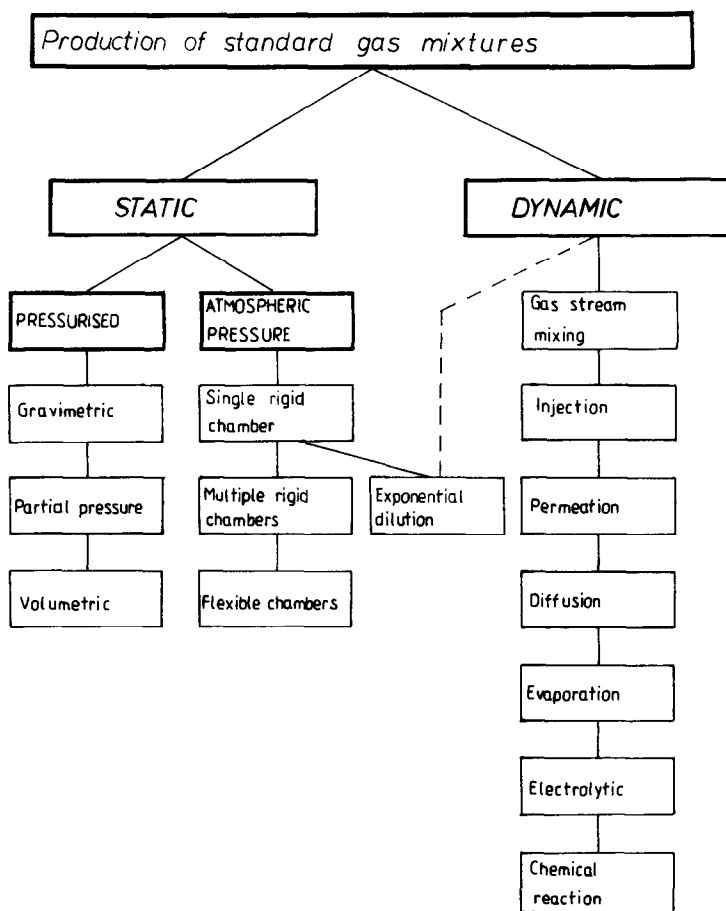 Production of standard gas mixtures
STATIC
DYNAMIC
PRESSURISED
ATMOSPHERIC
PRESSURE
Gas stream
mixing
Gravimetric
Single rigid
chamber
Injection
Partial pressure
Multiple rigid
chambers
Exponential
dilution
Permeation
Volumetric
Flexible chambers
Diffusion
Evaporation
Electrolytic
Chemical
reaction